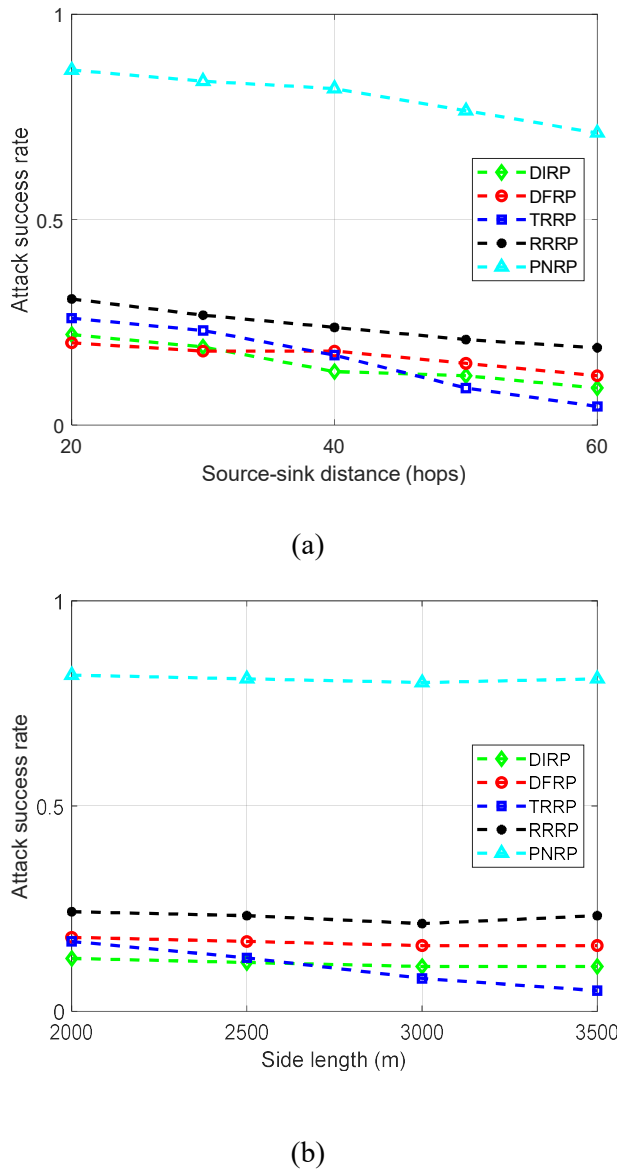 1
0.5
0
Attack success rate
DIRP
DFRP
TRRP
RRRP
PNRP
20
40
60
Source-sink distance (hops)
(a)
1
0.5
0
Attack success rate
DIRP
DFRP
TRRP
RRRP
PNRP
2000
2500
3000
3500
Side length (m)
(b)